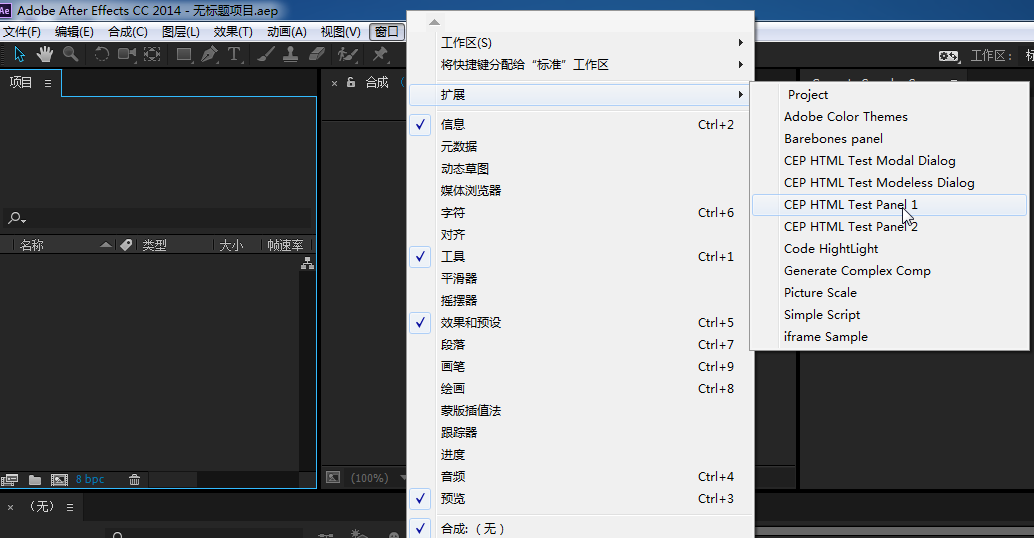 Ae Adobe After Effects CC 2014 - 无标题项目.aep
文件(F) 编辑(E) 合成(C) 图层(L) 效果(T) 动画(A) 视图(V) 窗口
工作区:
项目
合成
名称 类型 大小 帧速率
8 bpc
(100%)
(无)
工作区(S)
将快捷键分配给“标准”工作区
扩展
信息 Ctrl+2
元数据
动态草图
媒体浏览器
字符 Ctrl+6
对齐
工具 Ctrl+1
平滑器
摇摆器
效果和预设 Ctrl+5
段落 Ctrl+7
画笔 Ctrl+9
绘画 Ctrl+8
蒙版插值法
跟踪器
进度
音频 Ctrl+4
预览 Ctrl+3
合成: (无)
Project
Adobe Color Themes
Barebones panel
CEP HTML Test Modal Dialog
CEP HTML Test Modeless Dialog
CEP HTML Test Panel 1
CEP HTML Test Panel 2
Code HightLight
Generate Complex Comp
Picture Scale
Simple Script
iframe Sample